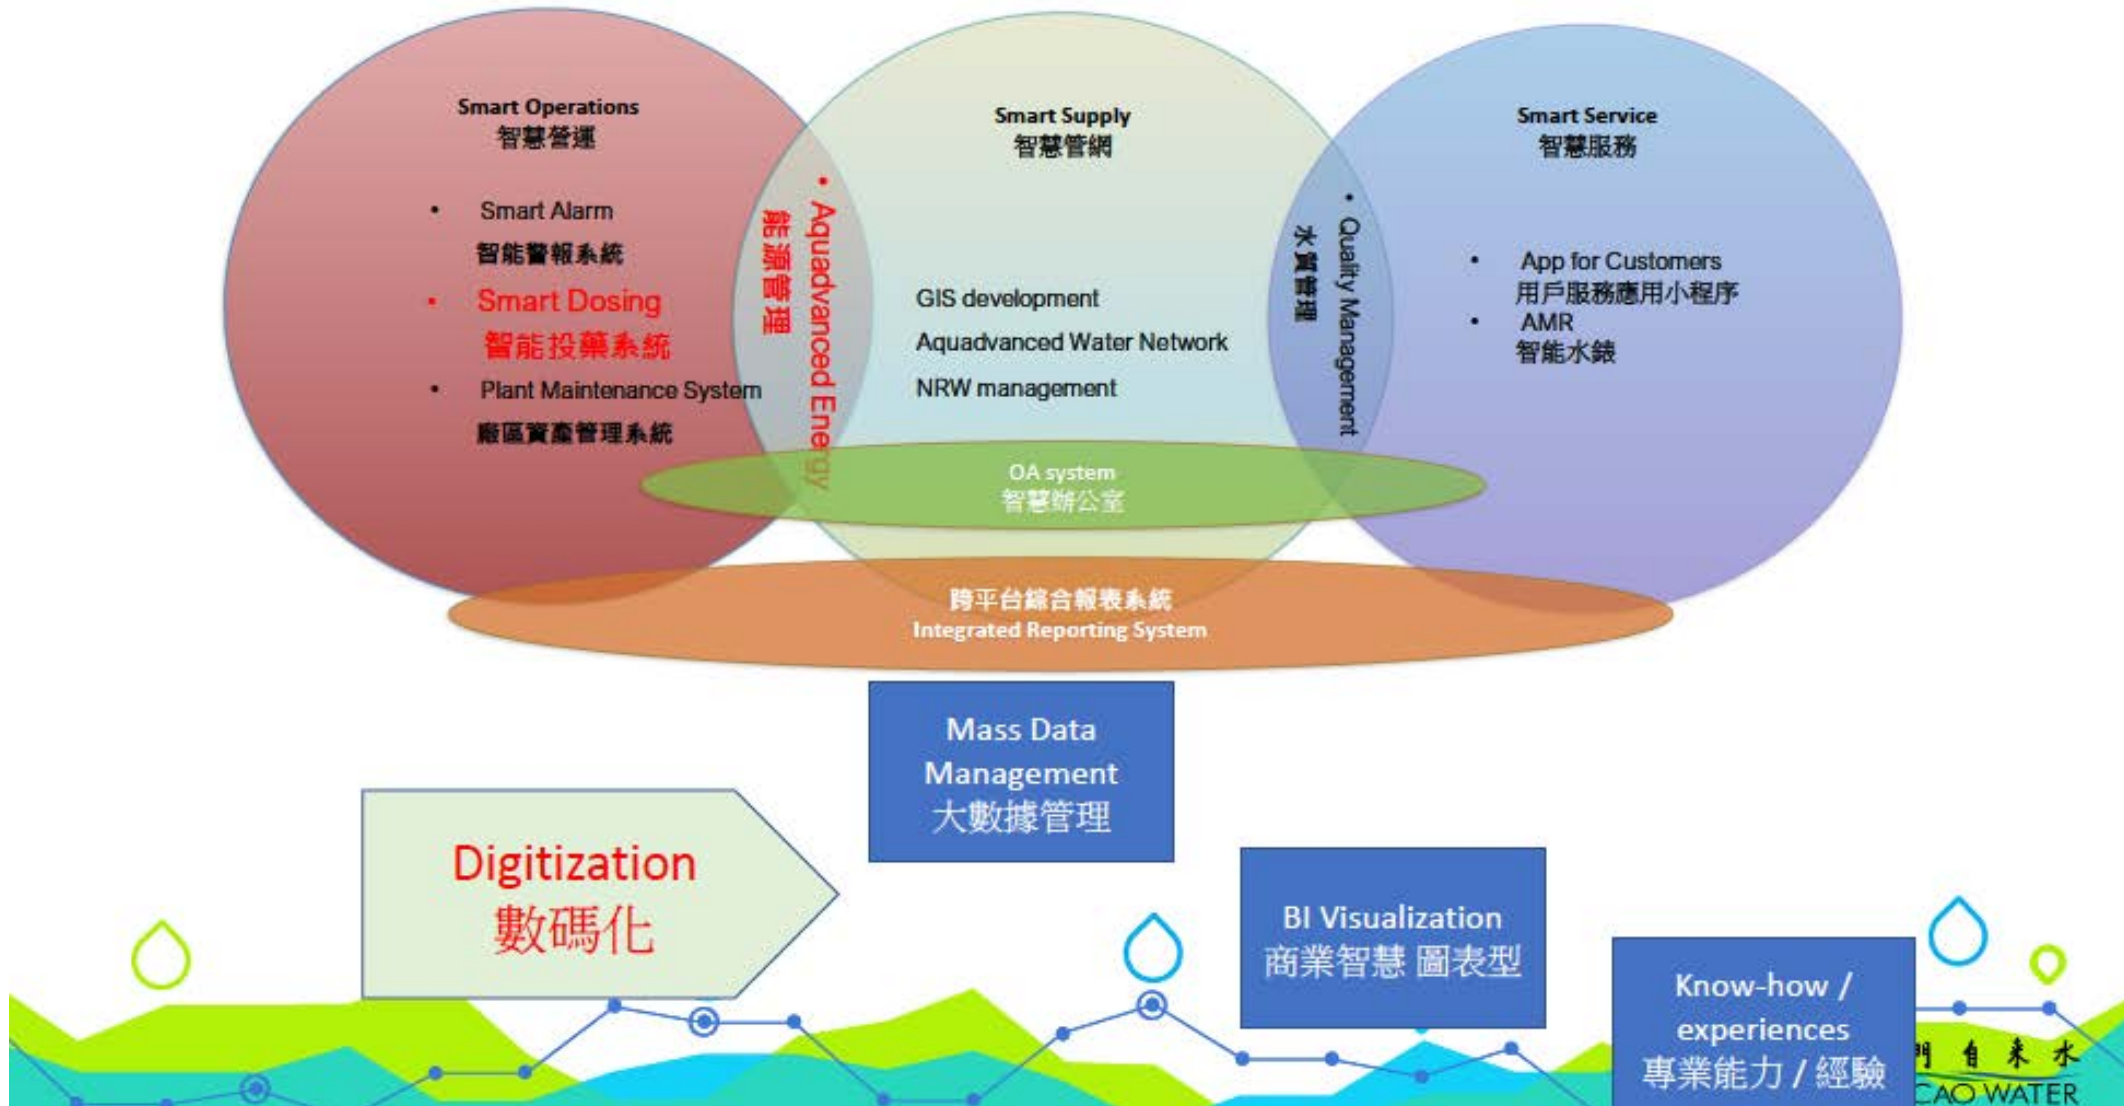 Smart Operations
智慧營運
• Smart Alarm
智能警報系統
• Smart Dosing
智能投藥系統
• Plant Maintenance System
廠區資產管理系統
• Aquadvanced Energy
能源管理
Smart Supply
智慧管網
GIS development
Aquadvanced Water Network
NRW management
• Quality Management
水質管理
Smart Service
智慧服務
• App for Customers
用戶服務應用小程序
• AMR
智能水錶
OA system
智慧辦公室
跨平台綜合報表系統
Integrated Reporting System
Mass Data
Management
大數據管理
Digitization
數碼化
BI Visualization
商業智慧 圖表型
Know-how /
experiences
專業能力 / 經驗
門自来水
CAO WATER